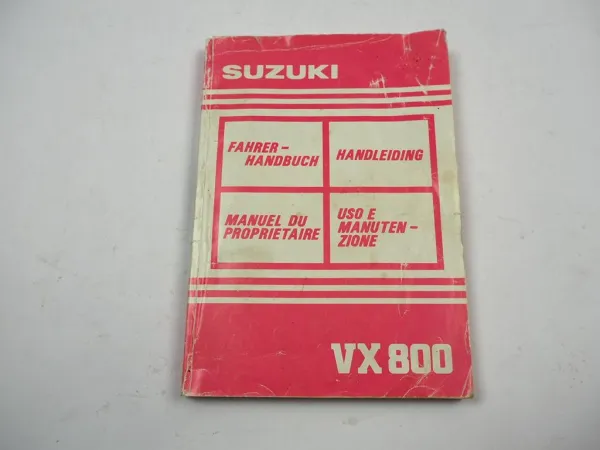 SUZUKI
FAHRER-
HANDBUCH
HANDLEIDING
MANUEL DU
PROPRIETAIRE
USO E
MANUTEN-
ZIONE
VX 800